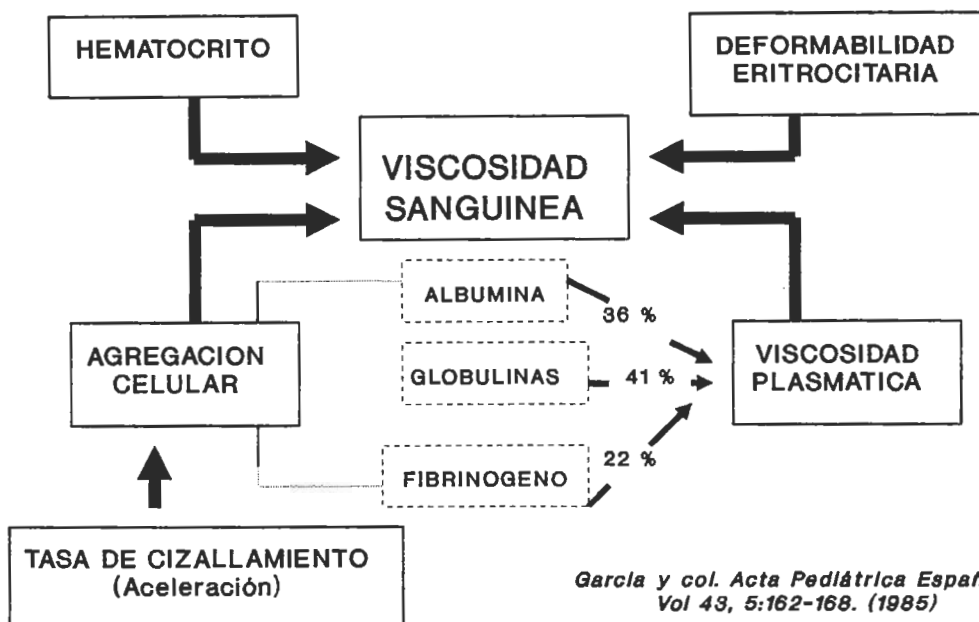 HEMATOCRITO
DEFORMABILIDAD
ERITROCITARIA
VISCOSIDAD
SANGUINEA
ALBUMINA
36 %
AGREGACION
CELULAR
GLOBULINAS
41 %
VISCOSIDAD
PLASMATICA
FIBRINOGENO
22 %
TASA DE CIZALLAMIENTO
(Aceleración)
Garcia y col. Acta Pediátrica Españ
Vol 43, 5:162-168. (1985)